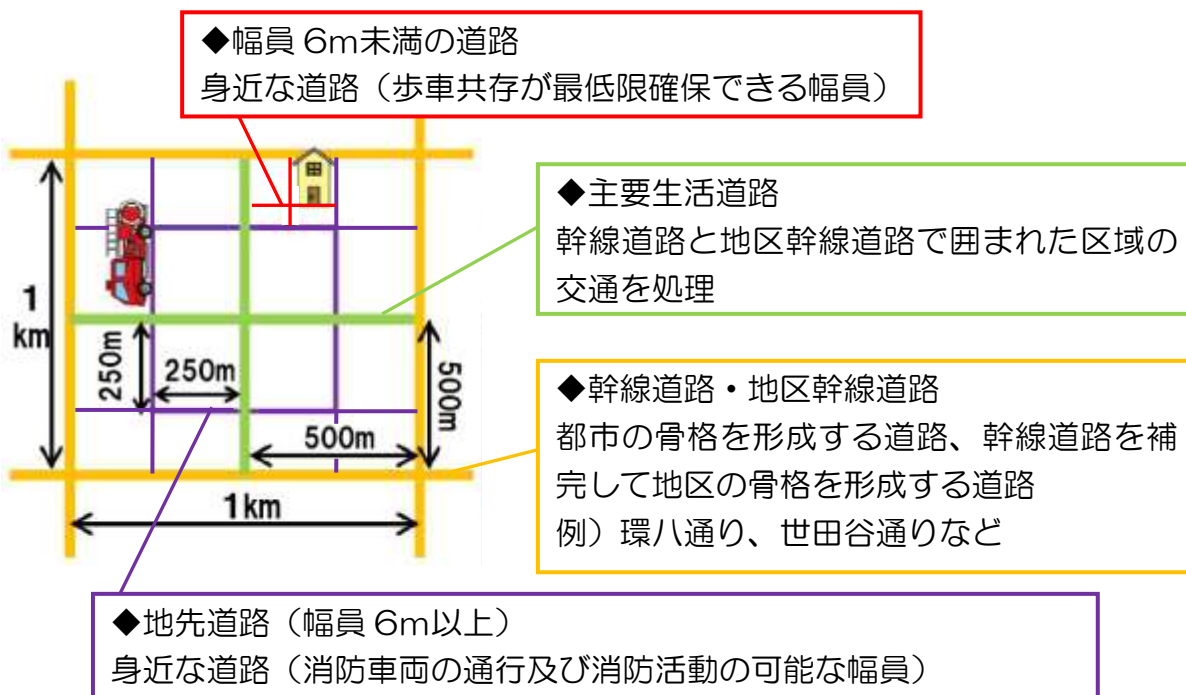 ◆幅員6m未満の道路
身近な道路（歩車共存が最低限確保できる幅員）
◆主要生活道路
幹線道路と地区幹線道路で囲まれた区域の
交通を処理
1
km
250m
250m
500m
500m
1km
◆幹線道路・地区幹線道路
都市の骨格を形成する道路、幹線道路を補
完して地区の骨格を形成する道路
例）環八通り、世田谷通りなど
◆地先道路（幅員6m以上）
身近な道路（消防車両の通行及び消防活動の可能な幅員）